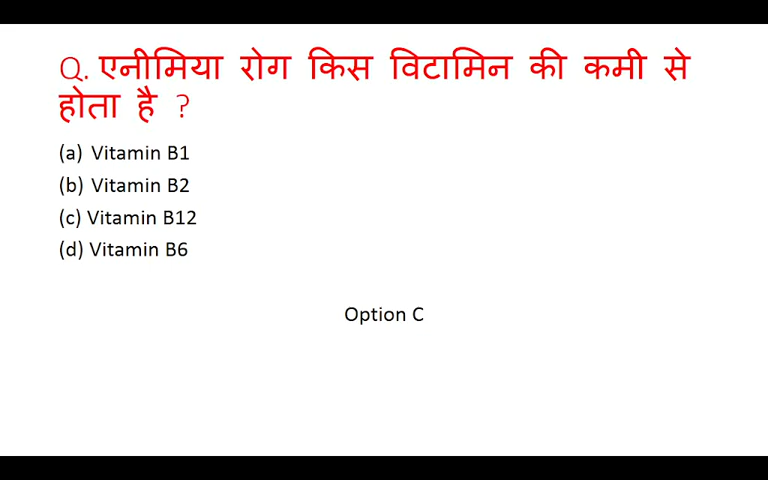 Q. एनीमिया रोग किस विटामिन की कमी से
होता है ?
(a) Vitamin B1
(b) Vitamin B2
(c) Vitamin B12
(d) Vitamin B6
Option C